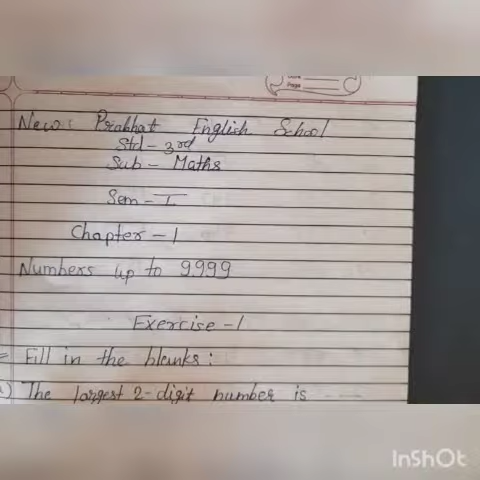 Page
New: Prabhat English School
Std - 3rd
Sub - Maths
Sem - I
Chapter - 1
Numbers up to 9999
Exercise - 1
= Fill in the blanks :
) The largest 2-digit number is ----
InShOt